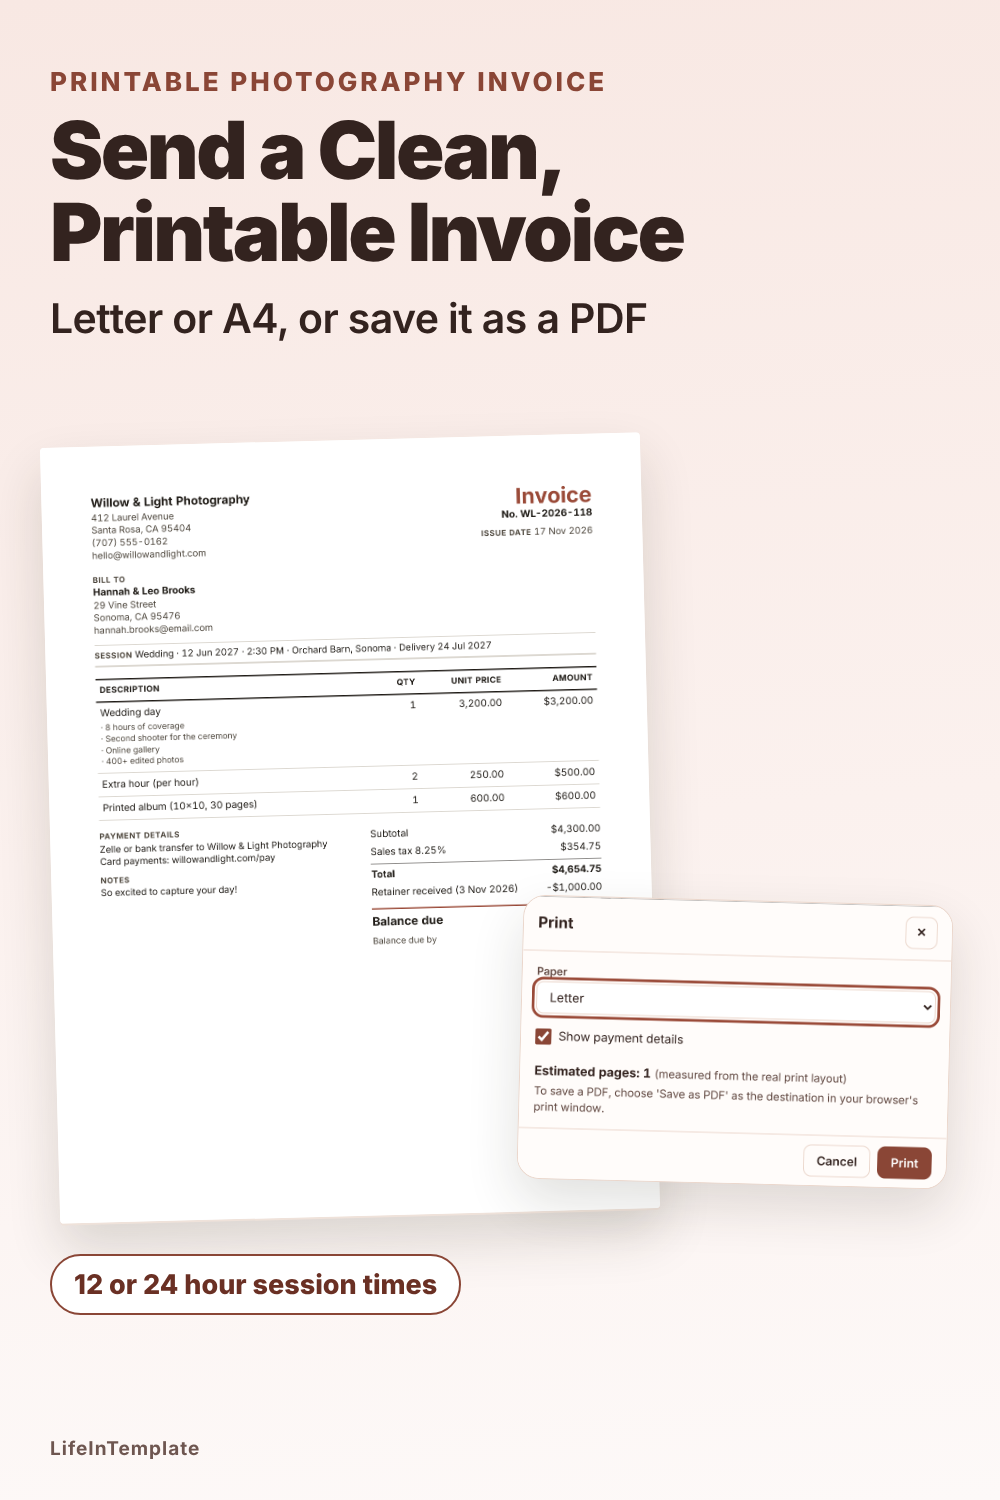 PRINTABLE PHOTOGRAPHY INVOICE
Send a Clean,
Printable Invoice
Letter or A4, or save it as a PDF
Willow & Light Photography
412 Laurel Avenue
Santa Rosa, CA 95404
(707) 555-0162
hello@willowandlight.com
Invoice
No. WL-2026-118
ISSUE DATE 17 Nov 2026
BILL TO
Hannah & Leo Brooks
29 Vine Street
Sonoma, CA 95476
hannah.brooks@email.com
SESSION Wedding · 12 Jun 2027 · 2:30 PM · Orchard Barn, Sonoma · Delivery 24 Jul 2027
DESCRIPTION QTY UNIT PRICE AMOUNT
Wedding day 1 3,200.00 $3,200.00
· 8 hours of coverage
· Second shooter for the ceremony
· Online gallery
· 400+ edited photos
Extra hour (per hour) 2 250.00 $500.00
Printed album (10×10, 30 pages) 1 600.00 $600.00
PAYMENT DETAILS
Zelle or bank transfer to Willow & Light Photography
Card payments: willowandlight.com/pay
NOTES
So excited to capture your day!
Subtotal $4,300.00
Sales tax 8.25% $354.75
Total $4,654.75
Retainer received (3 Nov 2026) -$1,000.00
Balance due
Balance due by
Print
×
Paper
Letter
Show payment details
Estimated pages: 1 (measured from the real print layout)
To save a PDF, choose 'Save as PDF' as the destination in your browser's
print window.
Cancel Print
12 or 24 hour session times
LifeInTemplate